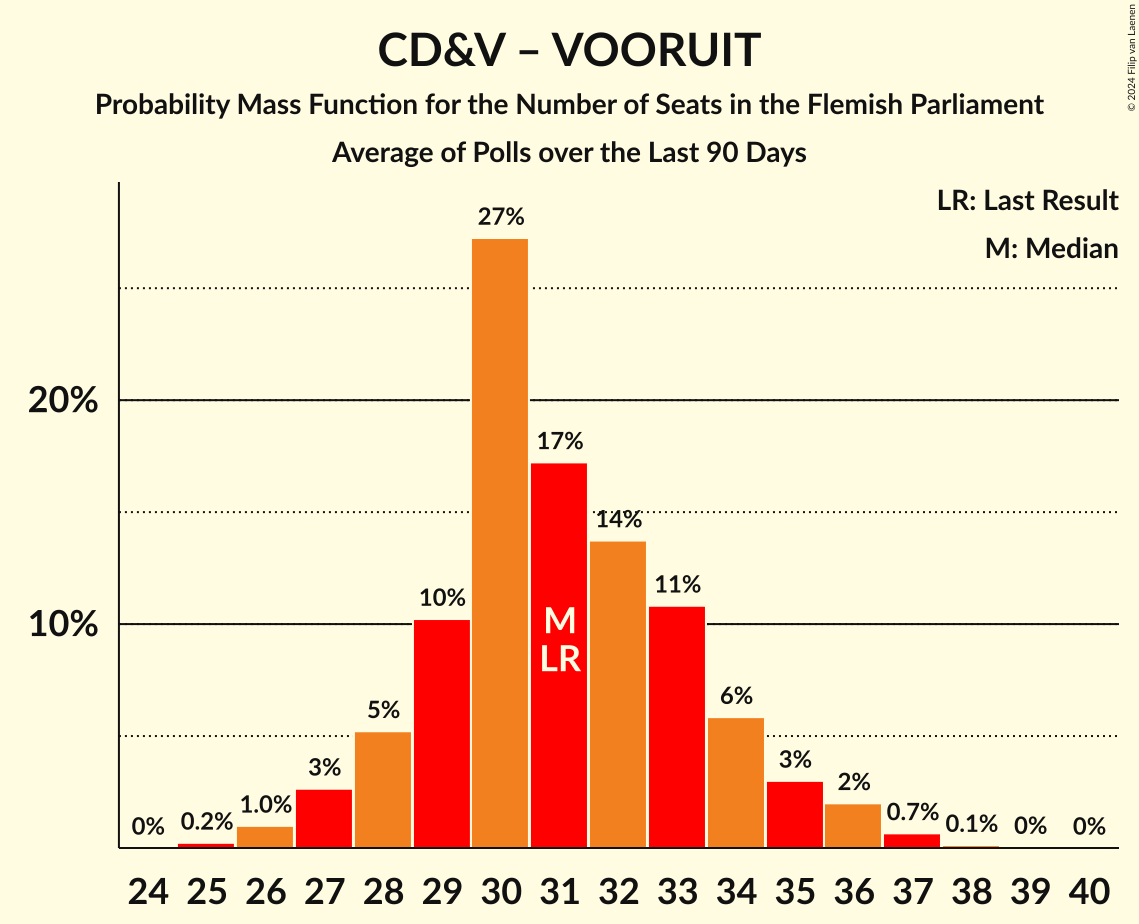 CD&V – VOORUIT
Probability Mass Function for the Number of Seats in the Flemish Parliament
Average of Polls over the Last 90 Days
© 2024 Filip van Laenen
LR: Last Result
M: Median
20%
10%
0%
0.2%
1.0%
3%
5%
10%
27%
17%
14%
11%
6%
3%
2%
0.7%
0.1%
0%
0%
M
LR
24 25 26 27 28 29 30 31 32 33 34 35 36 37 38 39 40